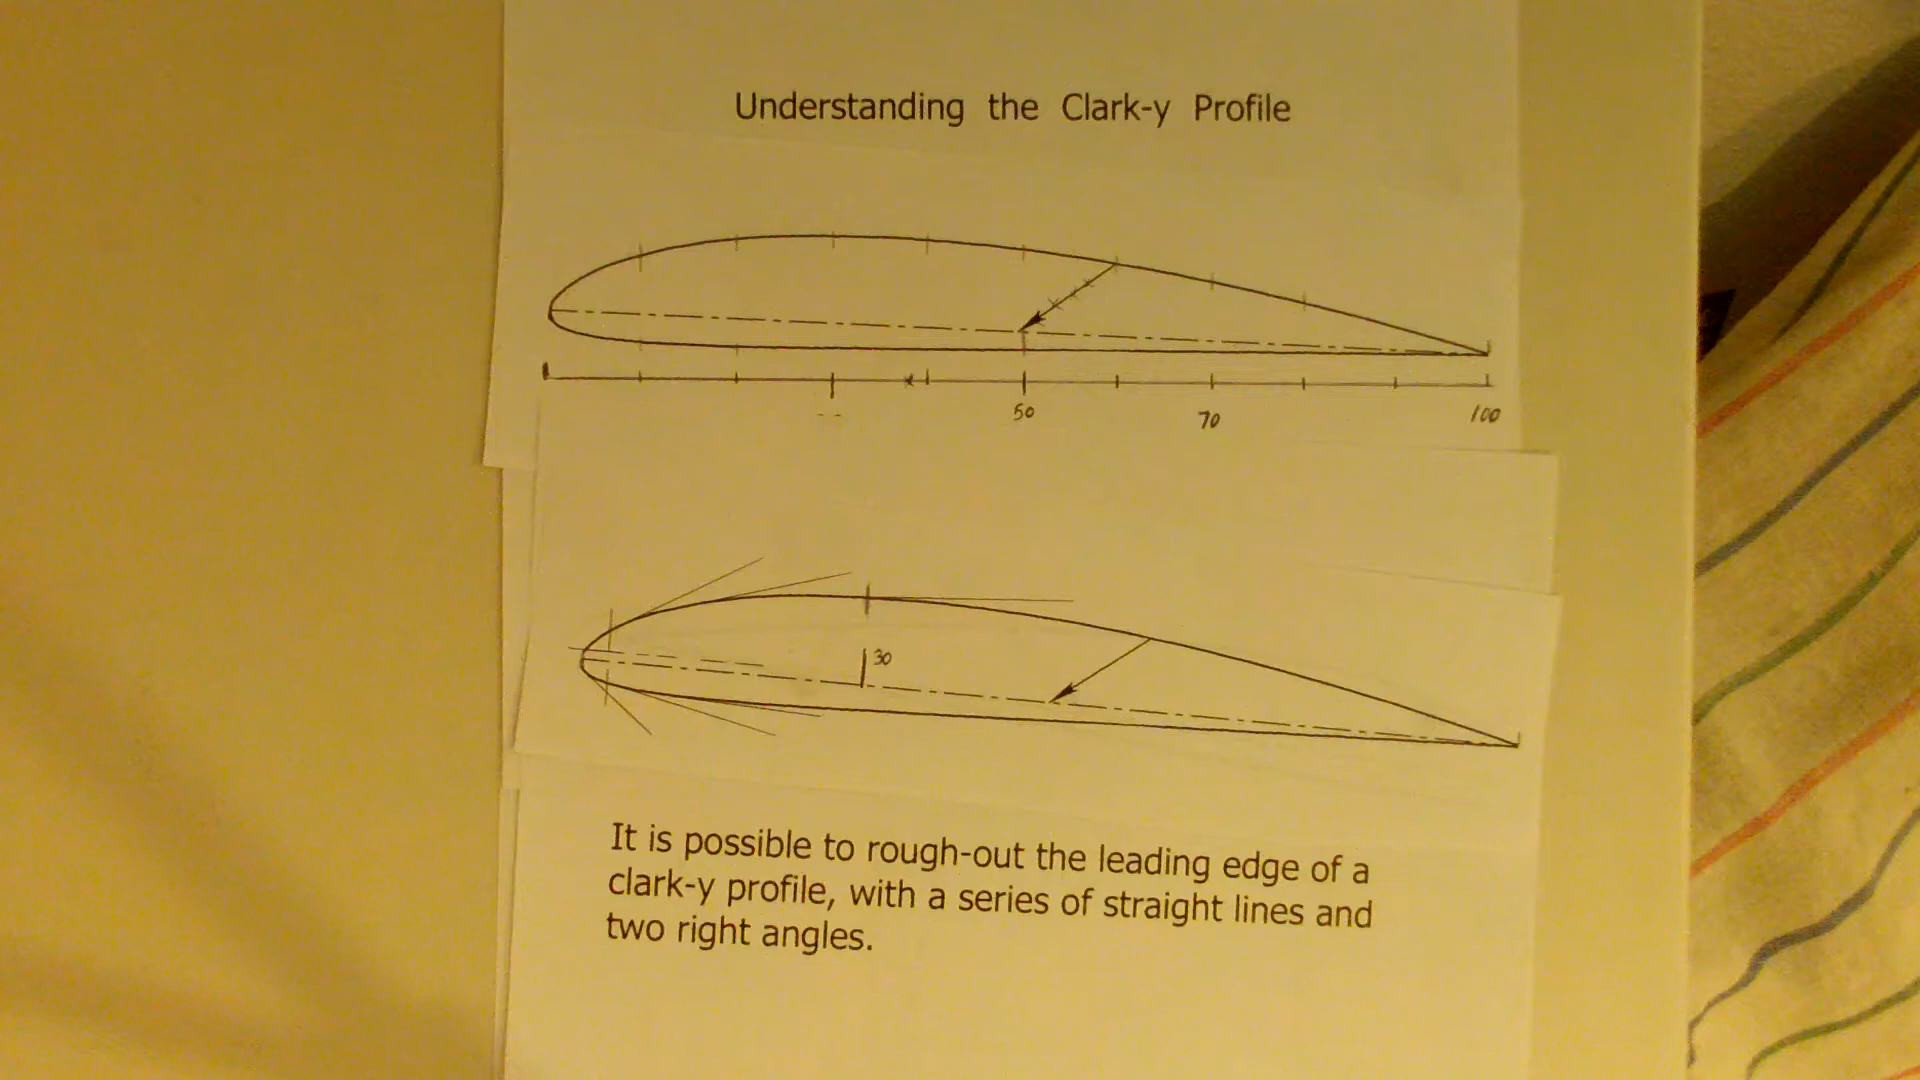 Understanding the Clark-y Profile
50
70
100
30
It is possible to rough-out the leading edge of a
clark-y profile, with a series of straight lines and
two right angles.